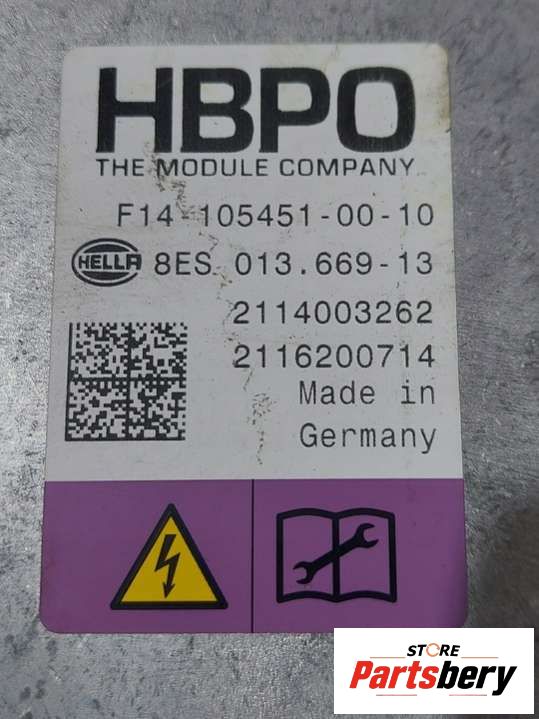 HBPO
THE MODULE COMPANY
F14-105451-00-10
HELLA 8ES 013.669-13
2114003262
2116200714
Made in
Germany
STORE
Partsbery